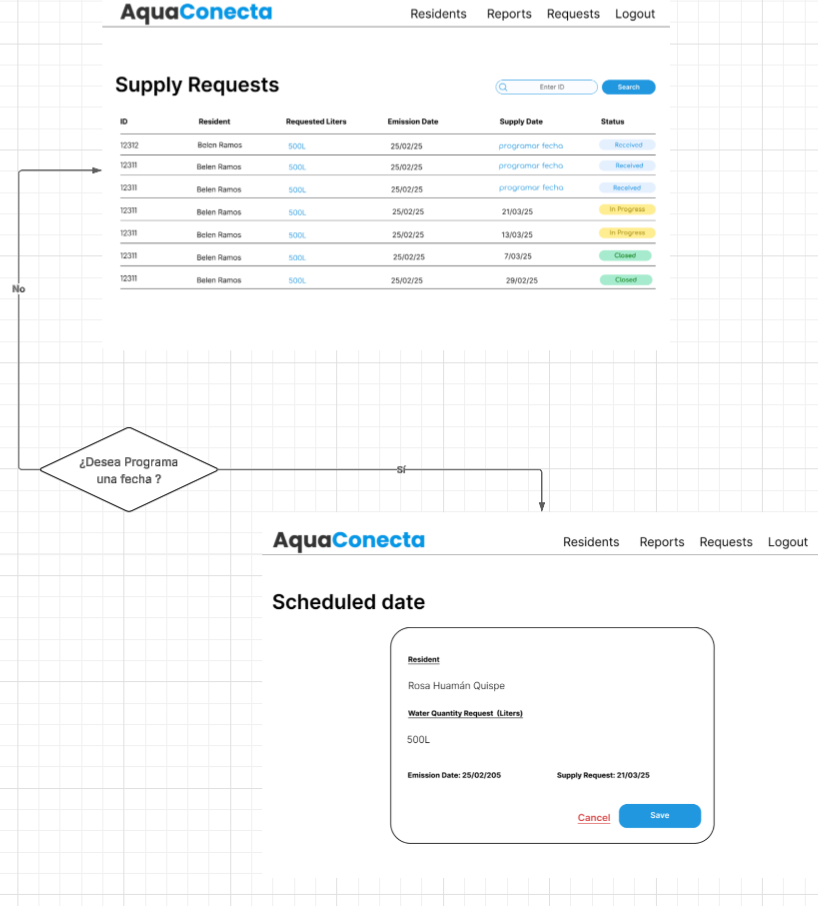 AquaConecta Residents Reports Requests Logout
Supply Requests Enter ID Search
ID Resident Requested Liters Emission Date Supply Date Status
12312 Belen Ramos 500L 25/02/25 programar fecha Received
12311 Belen Ramos 500L 25/02/25 programar fecha Received
12311 Belen Ramos 500L 25/02/25 programar fecha Received
12311 Belen Ramos 500L 25/02/25 21/03/25 In Progress
12311 Belen Ramos 500L 25/02/25 13/03/25 In Progress
12311 Belen Ramos 500L 25/02/25 7/03/25 Closed
12311 Belen Ramos 500L 25/02/25 29/02/25 Closed
No
¿Desea Programa
una fecha ?
Sí
AquaConecta Residents Reports Requests Logout
Scheduled date
Resident
Rosa Huamán Quispe
Water Quantity Request (Liters)
500L
Emission Date: 25/02/205 Supply Request: 21/03/25
Cancel Save